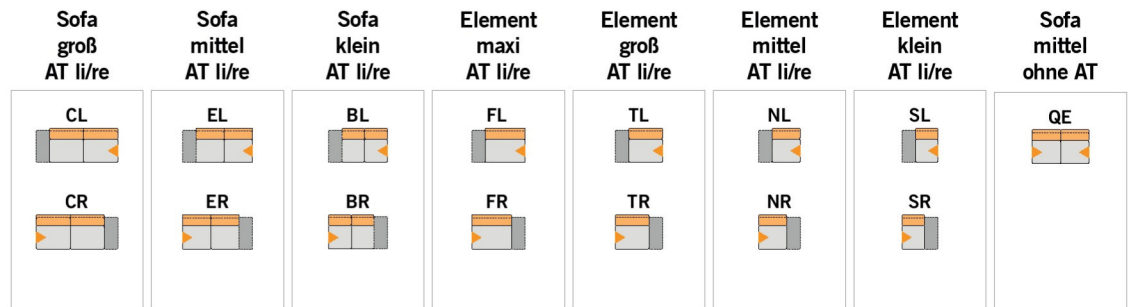 Sofa
groß
AT li/re
Sofa
mittel
AT li/re
Sofa
klein
AT li/re
Element
maxi
AT li/re
Element
groß
AT li/re
Element
mittel
AT li/re
Element
klein
AT li/re
Sofa
mittel
ohne AT
CL
EL
BL
FL
TL
NL
SL
QE
CR
ER
BR
FR
TR
NR
SR